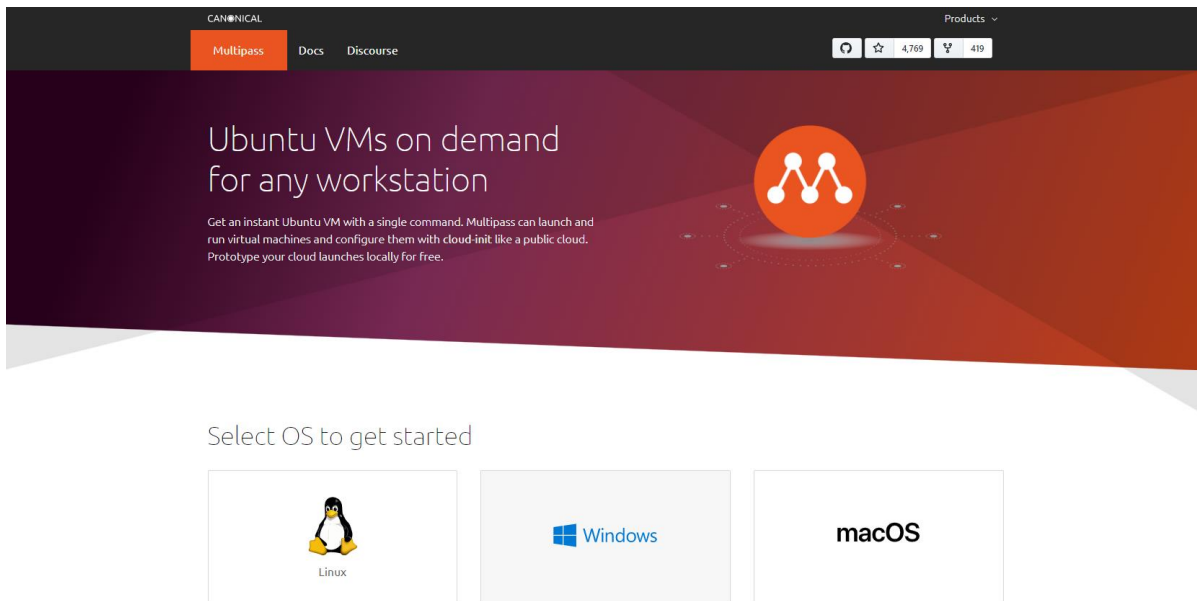 CANONICAL
Products
Multipass
Docs
Discourse
4,769
419
Ubuntu VMs on demand
for any workstation
Get an instant Ubuntu VM with a single command. Multipass can launch and
run virtual machines and configure them with cloud-init like a public cloud.
Prototype your cloud launches locally for free.
Select OS to get started
Linux
Windows
macOS